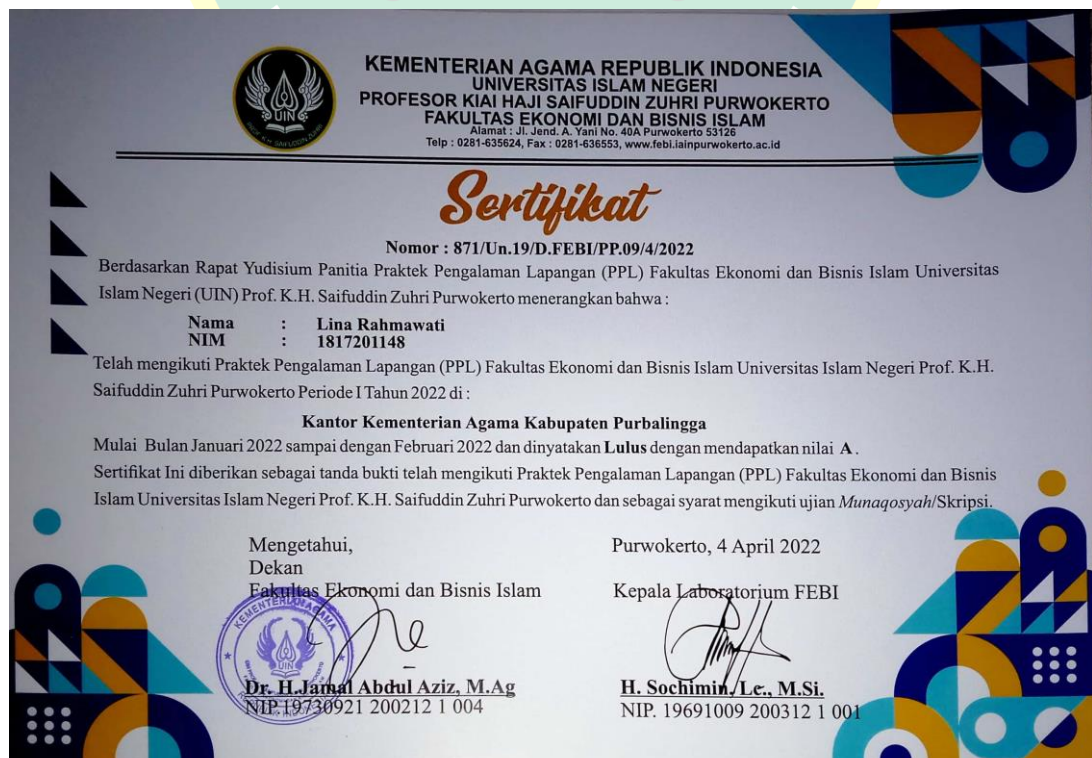 KEMENTERIAN AGAMA REPUBLIK INDONESIA
UNIVERSITAS ISLAM NEGERI
PROFESOR KIAI HAJI SAIFUDDIN ZUHRI PURWOKERTO
FAKULTAS EKONOMI DAN BISNIS ISLAM
Alamat : Jl. Jend. A. Yani No. 40A Purwokerto 53126
Telp : 0281-635624, Fax : 0281-636553, www.febi.iainpurwokerto.ac.id
UIN
PROF. K.H. SAIFUDDIN ZUHRI
Sertifikat
Nomor : 871/Un.19/D.FEBI/PP.09/4/2022
Berdasarkan Rapat Yudisium Panitia Praktek Pengalaman Lapangan (PPL) Fakultas Ekonomi dan Bisnis Islam Universitas
Islam Negeri (UIN) Prof. K.H. Saifuddin Zuhri Purwokerto menerangkan bahwa :
Nama : Lina Rahmawati
NIM : 1817201148
Telah mengikuti Praktek Pengalaman Lapangan (PPL) Fakultas Ekonomi dan Bisnis Islam Universitas Islam Negeri Prof. K.H.
Saifuddin Zuhri Purwokerto Periode I Tahun 2022 di :
Kantor Kementerian Agama Kabupaten Purbalingga
Mulai Bulan Januari 2022 sampai dengan Februari 2022 dan dinyatakan Lulus dengan mendapatkan nilai A .
Sertifikat Ini diberikan sebagai tanda bukti telah mengikuti Praktek Pengalaman Lapangan (PPL) Fakultas Ekonomi dan Bisnis
Islam Universitas Islam Negeri Prof. K.H. Saifuddin Zuhri Purwokerto dan sebagai syarat mengikuti ujian Munaqosyah/Skripsi.
Mengetahui,
Dekan
Fakultas Ekonomi dan Bisnis Islam
KEMENTERIAN AGAMA
UIN
Dr. H.Jamal Abdul Aziz, M.Ag
NIP.19730921 200212 1 004
Purwokerto, 4 April 2022
Kepala Laboratorium FEBI
H. Sochimin, Lc., M.Si.
NIP. 19691009 200312 1 001